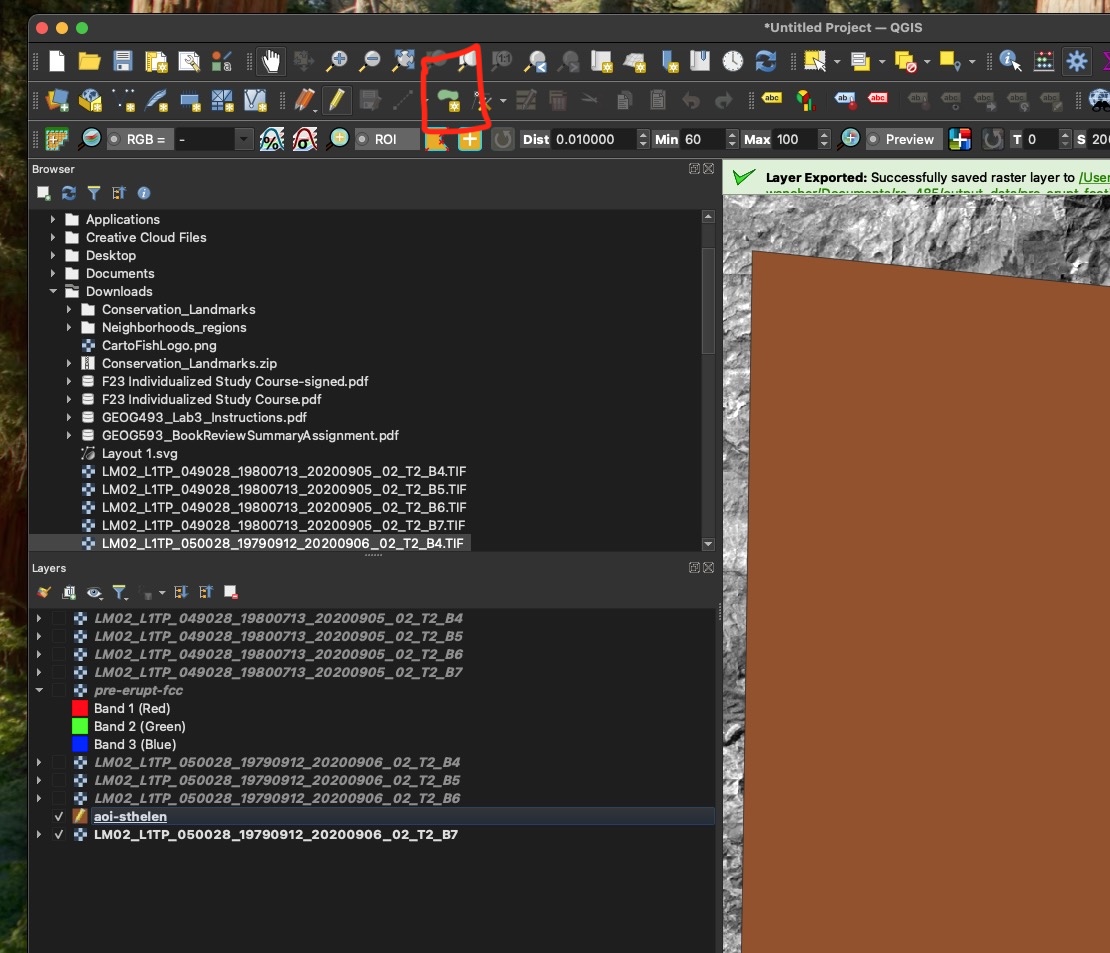 *Untitled Project — QGIS
abc abc abc
RGB = - ROI Dist 0.010000 Min 60 Max 100 Preview T 0 S 200
Browser
Layer Exported: Successfully saved raster layer to /User
Applications
Creative Cloud Files
Desktop
Documents
Downloads
Conservation_Landmarks
Neighborhoods_regions
CartoFishLogo.png
Conservation_Landmarks.zip
F23 Individualized Study Course-signed.pdf
F23 Individualized Study Course.pdf
GEOG493_Lab3_Instructions.pdf
GEOG593_BookReviewSummaryAssignment.pdf
Layout 1.svg
LM02_L1TP_049028_19800713_20200905_02_T2_B4.TIF
LM02_L1TP_049028_19800713_20200905_02_T2_B5.TIF
LM02_L1TP_049028_19800713_20200905_02_T2_B6.TIF
LM02_L1TP_049028_19800713_20200905_02_T2_B7.TIF
LM02_L1TP_050028_19790912_20200906_02_T2_B4.TIF
Layers
LM02_L1TP_049028_19800713_20200905_02_T2_B4
LM02_L1TP_049028_19800713_20200905_02_T2_B5
LM02_L1TP_049028_19800713_20200905_02_T2_B6
LM02_L1TP_049028_19800713_20200905_02_T2_B7
pre-erupt-fcc
Band 1 (Red)
Band 2 (Green)
Band 3 (Blue)
LM02_L1TP_050028_19790912_20200906_02_T2_B4
LM02_L1TP_050028_19790912_20200906_02_T2_B5
LM02_L1TP_050028_19790912_20200906_02_T2_B6
aoi-sthelen
LM02_L1TP_050028_19790912_20200906_02_T2_B7